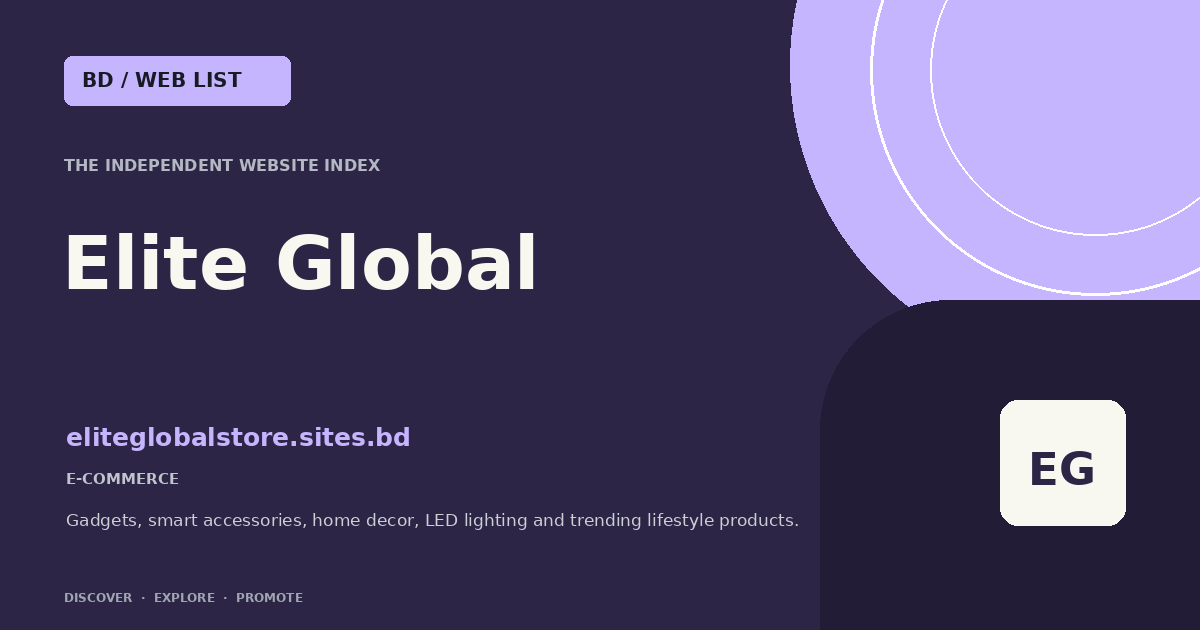 BD / WEB LIST
THE INDEPENDENT WEBSITE INDEX
Elite Global
eliteglobalstore.sites.bd
E-COMMERCE
Gadgets, smart accessories, home decor, LED lighting and trending lifestyle products.
EG
DISCOVER · EXPLORE · PROMOTE